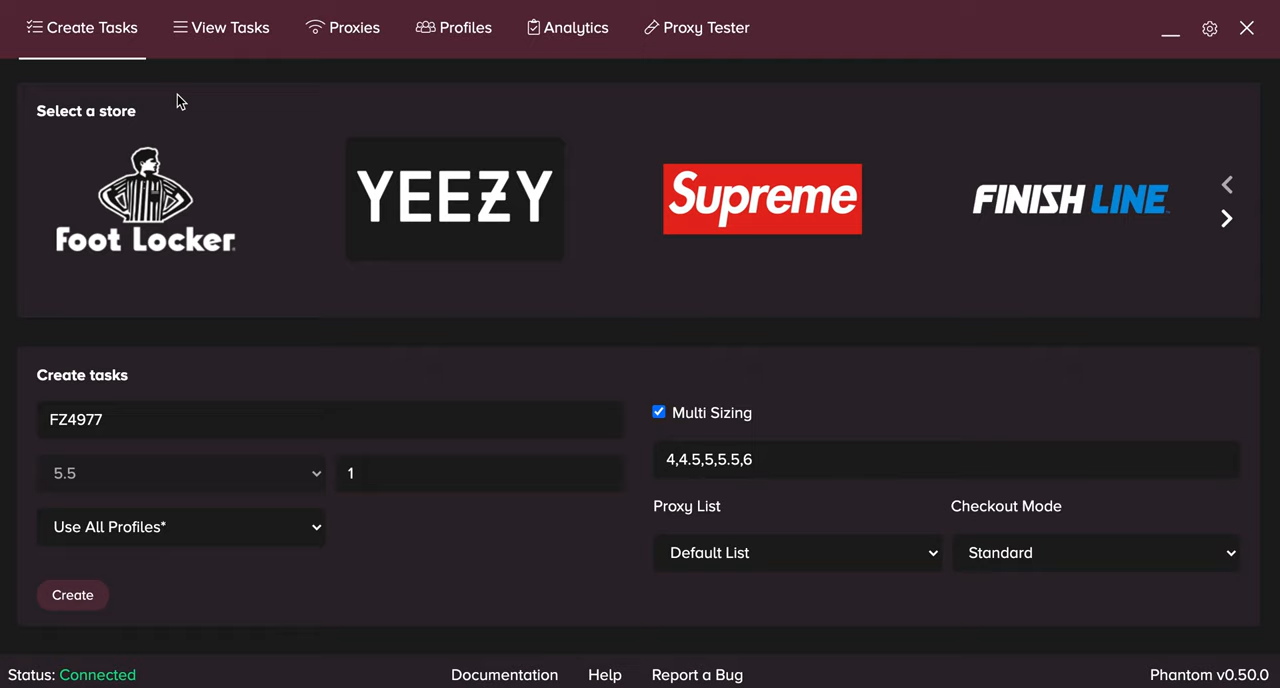 Create Tasks
View Tasks
Proxies
Profiles
Analytics
Proxy Tester
Select a store
Foot Locker
YEEZY
Supreme
FINISH LINE
Create tasks
FZ4977
Multi Sizing
5.5
1
4,4.5,5,5.5,6
Use All Profiles*
Proxy List
Checkout Mode
Default List
Standard
Create
Status: Connected
Documentation
Help
Report a Bug
Phantom v0.50.0